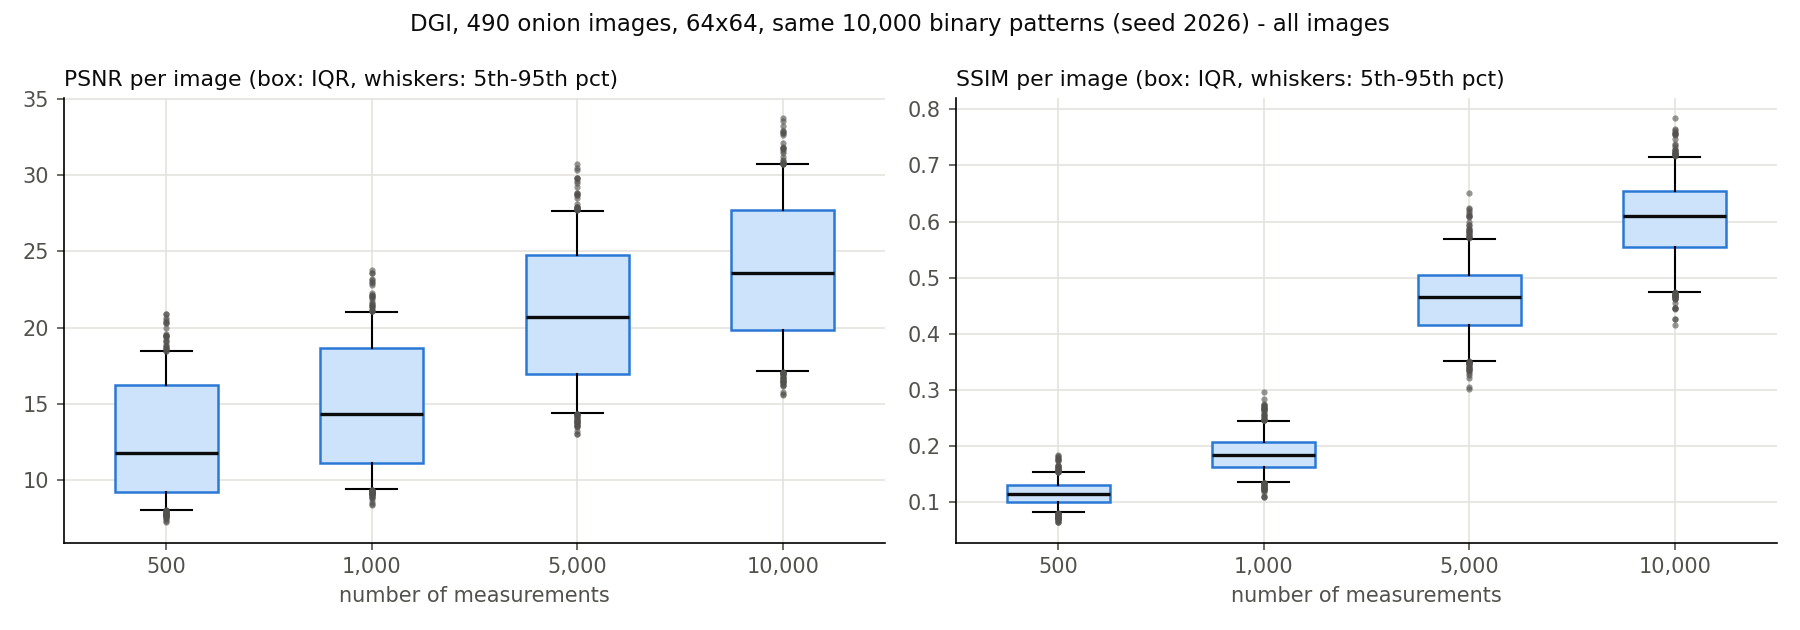 DGI, 490 onion images, 64x64, same 10,000 binary patterns (seed 2026) - all images
PSNR per image (box: IQR, whiskers: 5th-95th pct)
35
30
25
20
15
10
500 1,000 5,000 10,000
number of measurements
SSIM per image (box: IQR, whiskers: 5th-95th pct)
0.8
0.7
0.6
0.5
0.4
0.3
0.2
0.1
500 1,000 5,000 10,000
number of measurements